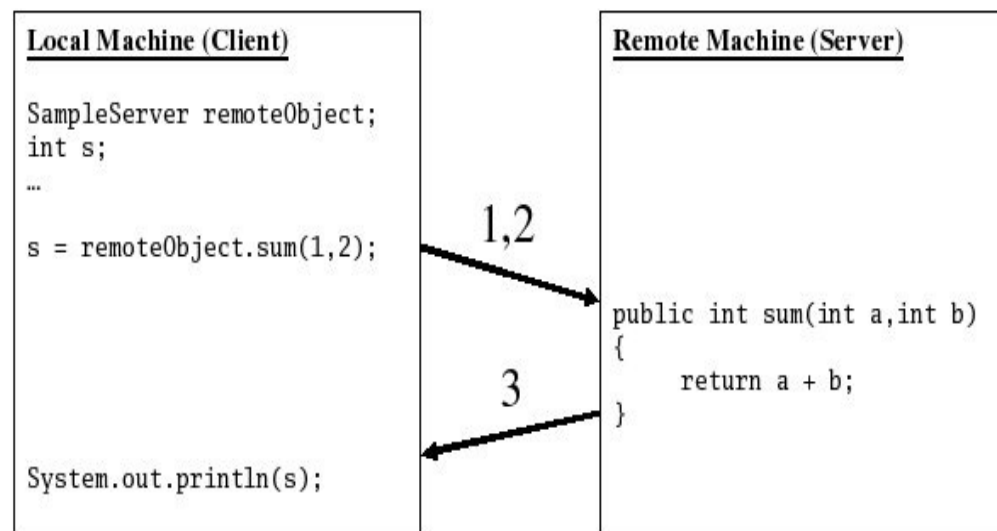 Local Machine (Client)
SampleServer remoteObject;
int s;
…
s = remoteObject.sum(1,2);
System.out.println(s);
1,2
3
Remote Machine (Server)
public int sum(int a,int b)
{
return a + b;
}